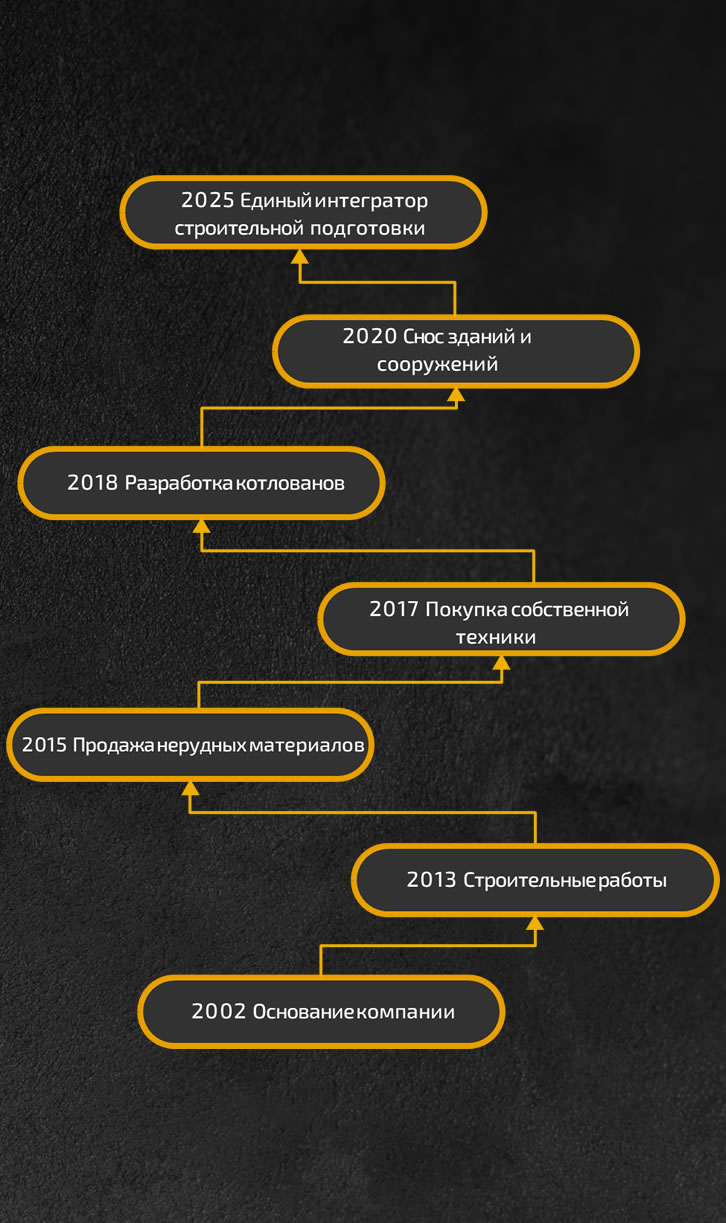 2025 Единый интегратор
строительной подготовки
2020 Снос зданий и
сооружений
2018 Разработка котлованов
2017 Покупка собственной
техники
2015 Продажа нерудных материалов
2013 Строительные работы
2002 Основание компании